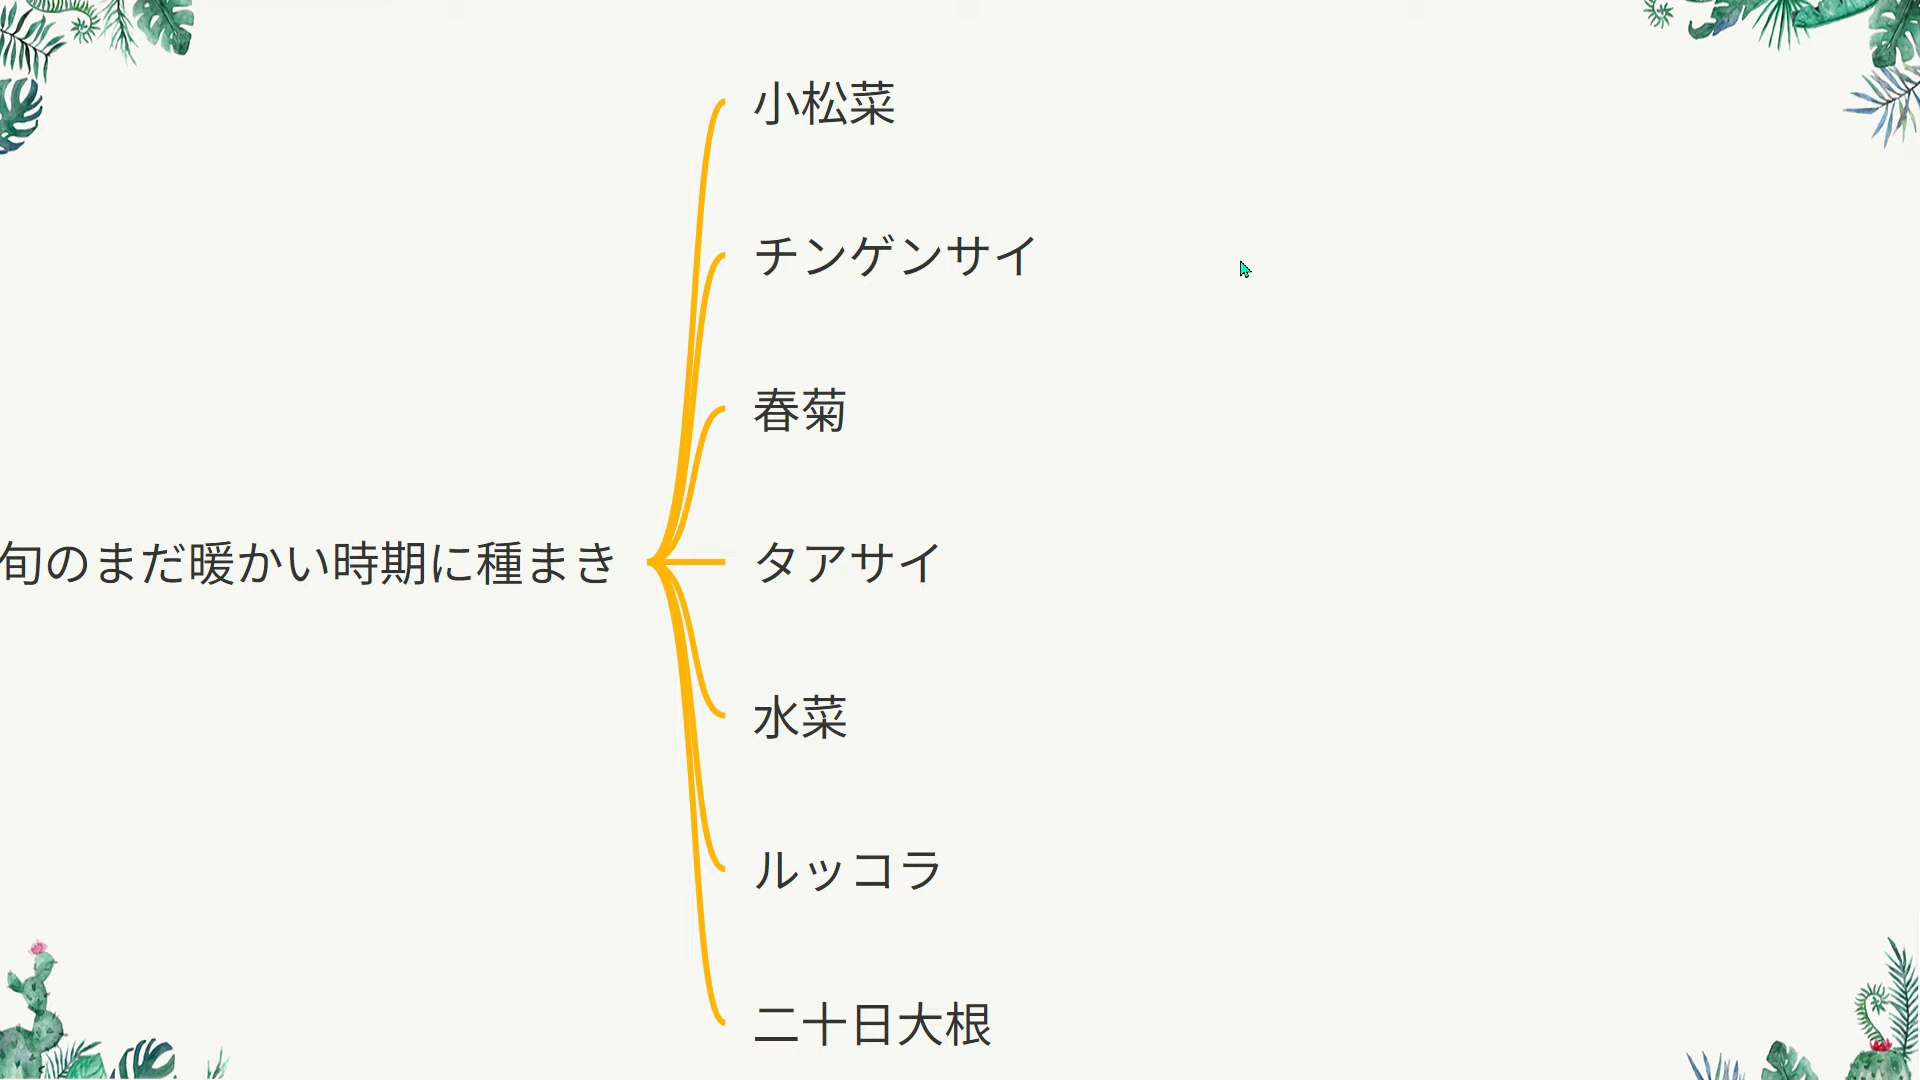 旬のまだ暖かい時期に種まき
小松菜
チンゲンサイ
春菊
タアサイ
水菜
ルッコラ
二十日大根